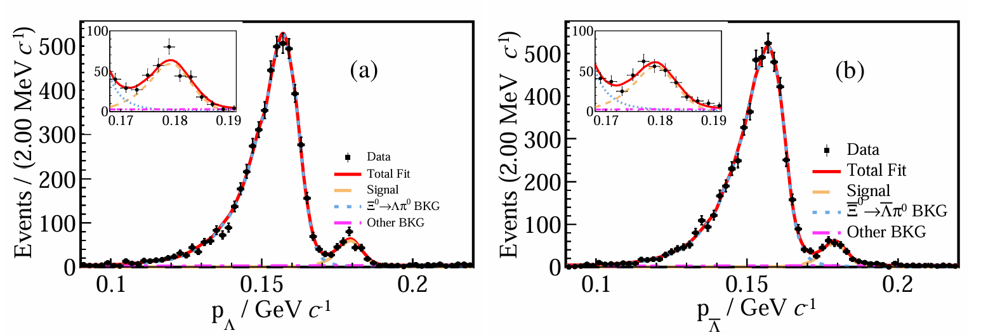 Events / (2.00 MeV c⁻¹)
500
400
300
200
100
0
100
50
0
0.17 0.18 0.19
(a)
Data
Total Fit
Signal
Ξ⁰→Λπ⁰ BKG
Other BKG
0.1 0.15 0.2
p_Λ / GeV c⁻¹
Events (2.00 MeV c⁻¹)
500
400
300
200
100
0
100
50
0
0.17 0.18 0.19
(b)
Data
Total Fit
Signal
Ξ̅⁰→Λ̅π⁰ BKG
Other BKG
0.1 0.15 0.2
p_Λ̅ / GeV c⁻¹